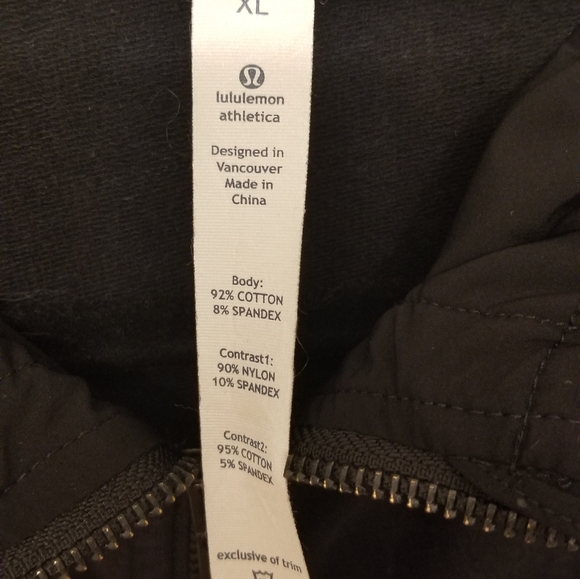 XL
lululemon
athletica
Designed in
Vancouver
Made in
China
Body:
92% COTTON
8% SPANDEX
Contrast1:
90% NYLON
10% SPANDEX
Contrast2:
95% COTTON
5% SPANDEX
exclusive of trim